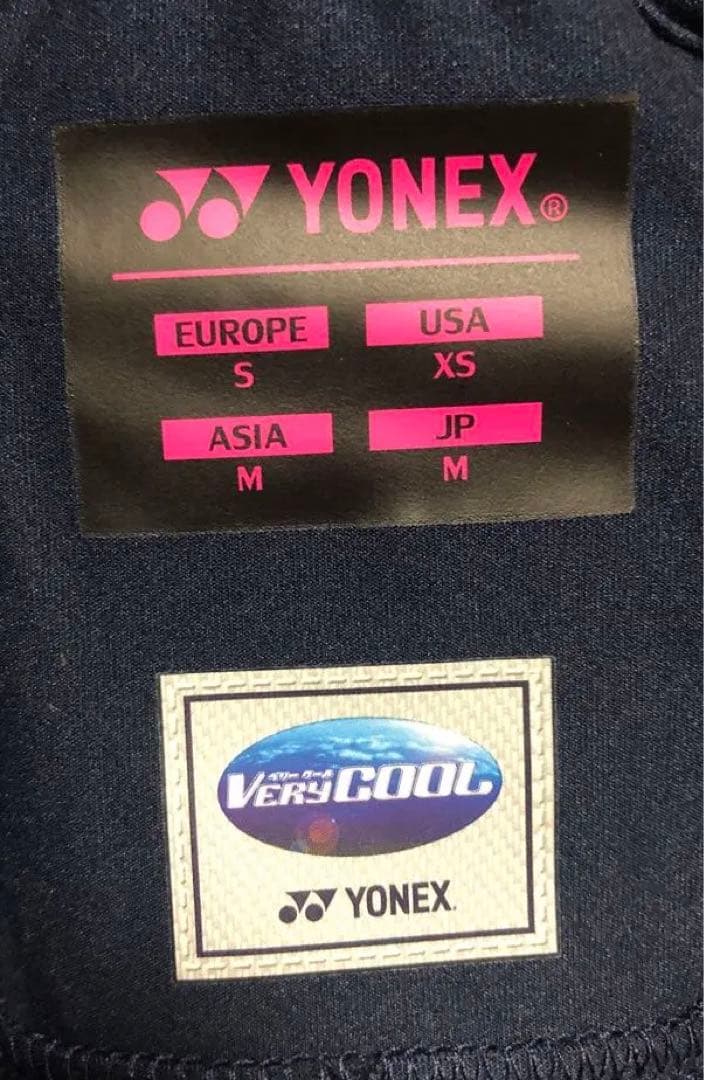 YONEX®
EUROPE USA
S XS
ASIA JP
M M
ベリー クール
VERYCOOL
YONEX.